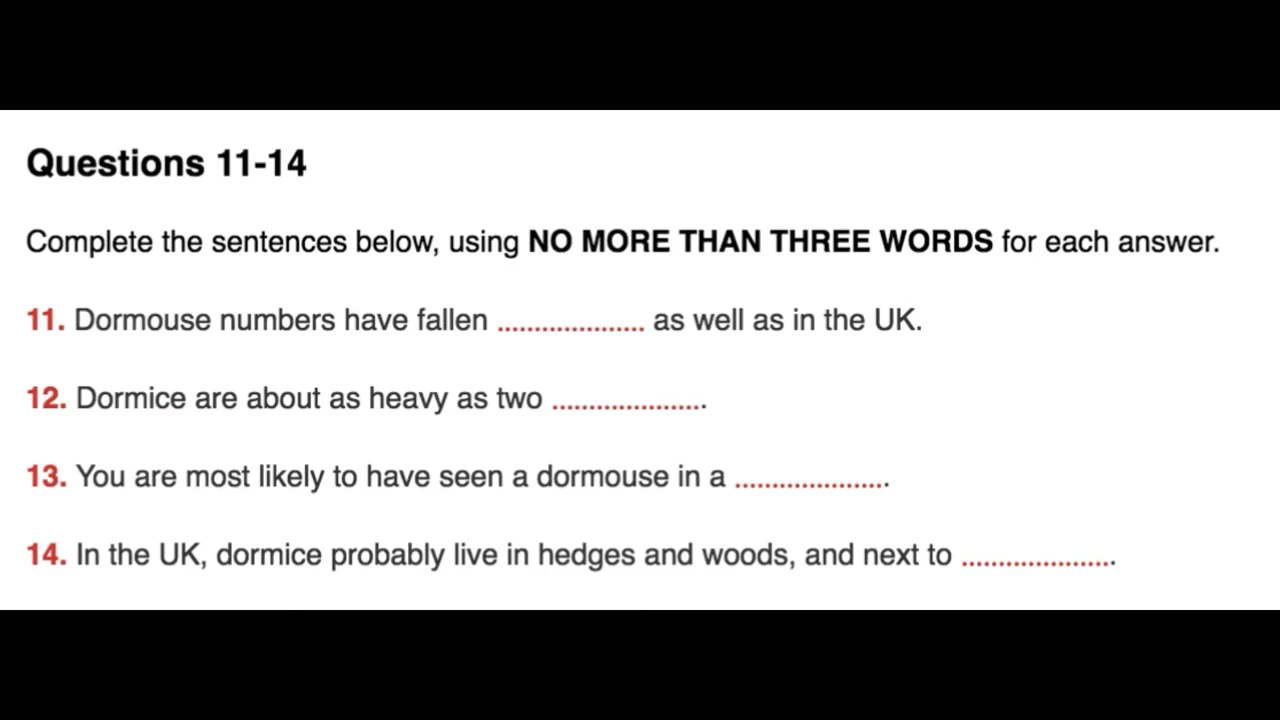 Questions 11-14
Complete the sentences below, using NO MORE THAN THREE WORDS for each answer.
11. Dormouse numbers have fallen .................... as well as in the UK.
12. Dormice are about as heavy as two .....................
13. You are most likely to have seen a dormouse in a .....................
14. In the UK, dormice probably live in hedges and woods, and next to .....................